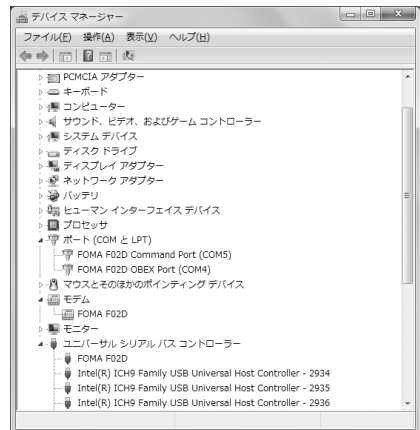 デバイス マネージャー
ファイル(F) 操作(A) 表示(V) ヘルプ(H)
PCMCIA アダプター
キーボード
コンピューター
サウンド、ビデオ、およびゲーム コントローラー
システム デバイス
ディスク ドライブ
ディスプレイ アダプター
ネットワーク アダプター
バッテリ
ヒューマン インターフェイス デバイス
プロセッサ
ポート (COM と LPT)
FOMA F02D Command Port (COM5)
FOMA F02D OBEX Port (COM4)
マウスとそのほかのポインティング デバイス
モデム
FOMA F02D
モニター
ユニバーサル シリアル バス コントローラー
FOMA F02D
Intel(R) ICH9 Family USB Universal Host Controller - 2934
Intel(R) ICH9 Family USB Universal Host Controller - 2935
Intel(R) ICH9 Family USB Universal Host Controller - 2936